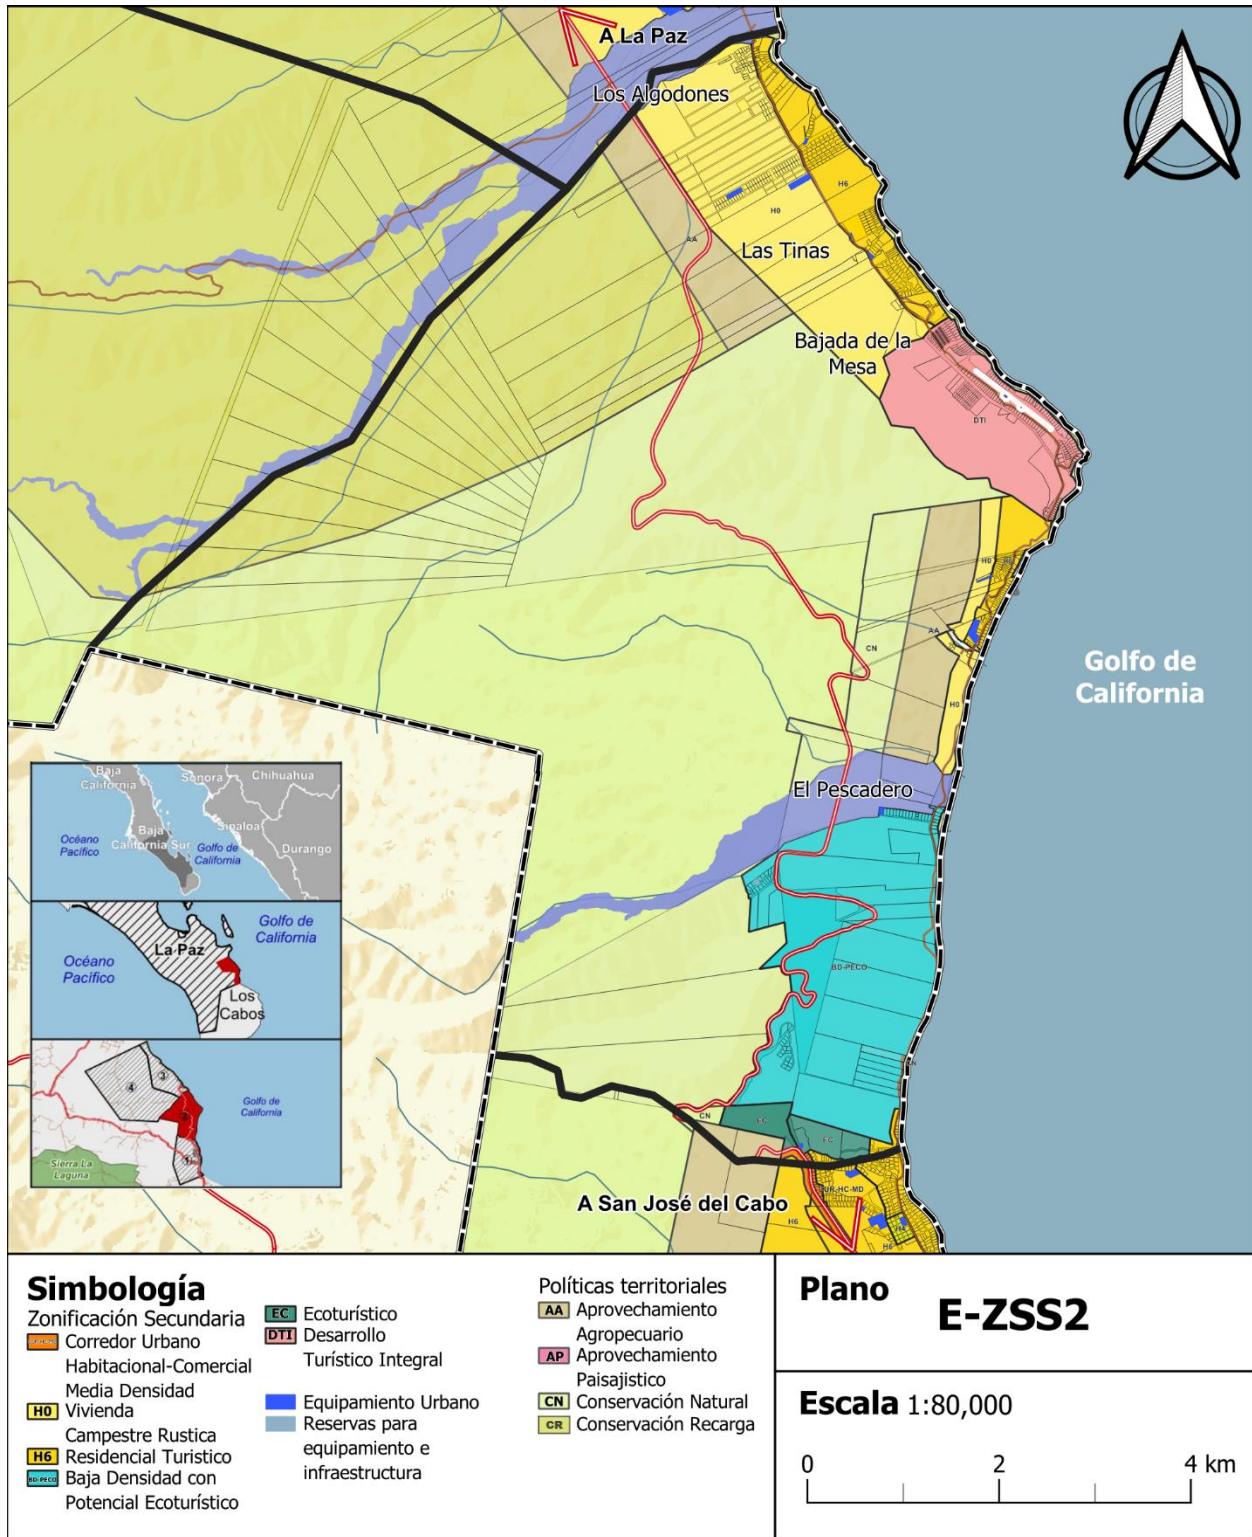 A La Paz
Los Algodones
H6
H0
AA
Las Tinas
Bajada de la
Mesa
DTI
H0
CN
AA
Golfo de
California
H0
El Pescadero
BD-PECO
CN
EC
EC
A San José del Cabo
H6
H6
Baja
California
Sonora
Chihuahua
Sinaloa
Durango
Océano
Pacífico
Baja
California Sur
Golfo de
California
Golfo de
California
La Paz
Océano
Pacífico
Los
Cabos
4
3
2
1
Golfo de
California
Sierra La
Laguna
Simbología
Zonificación Secundaria
Corredor Urbano
Habitacional-Comercial
Media Densidad
H0 Vivienda
Campestre Rustica
H6 Residencial Turistico
BD-PECO Baja Densidad con
Potencial Ecoturístico
EC Ecoturístico
DTI Desarrollo
Turístico Integral
Equipamiento Urbano
Reservas para
equipamiento e
infraestructura
Políticas territoriales
AA Aprovechamiento
Agropecuario
AP Aprovechamiento
Paisajistico
CN Conservación Natural
CR Conservación Recarga
Plano
E-ZSS2
Escala 1:80,000
0 2 4 km